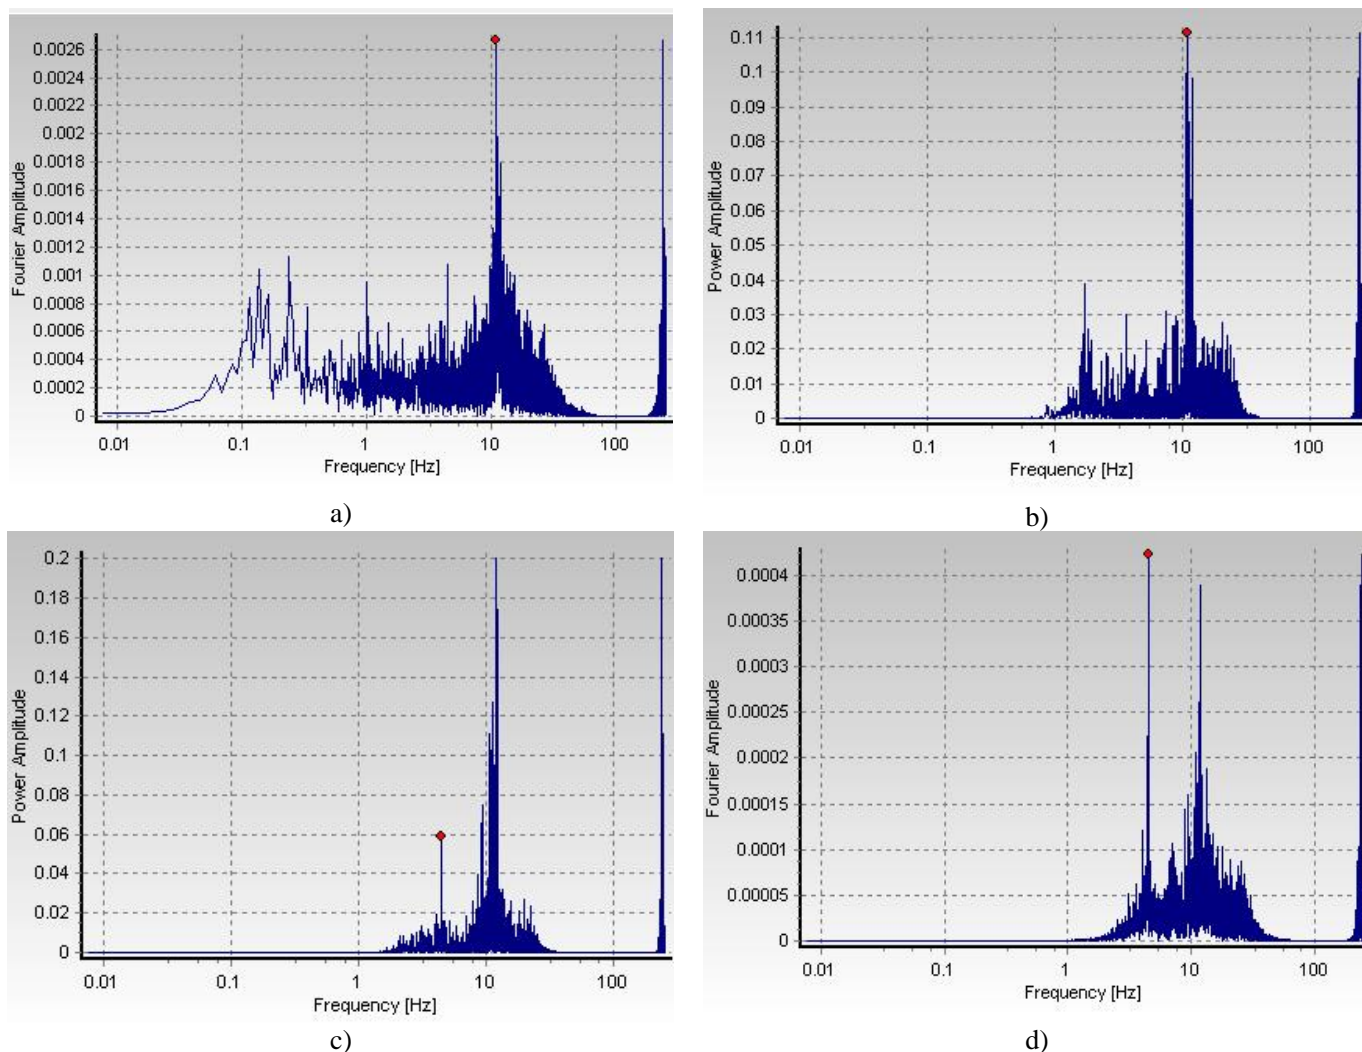 0.0026
0.0024
0.0022
0.002
0.0018
0.0016
0.0014
0.0012
0.001
0.0008
0.0006
0.0004
0.0002
0
Fourier Amplitude
0.01 0.1 1 10 100
Frequency [Hz]
a)
0.11
0.1
0.09
0.08
0.07
0.06
0.05
0.04
0.03
0.02
0.01
0
Power Amplitude
0.01 0.1 1 10 100
Frequency [Hz]
b)
0.2
0.18
0.16
0.14
0.12
0.1
0.08
0.06
0.04
0.02
0
Power Amplitude
0.01 0.1 1 10 100
Frequency [Hz]
c)
0.0004
0.00035
0.0003
0.00025
0.0002
0.00015
0.0001
0.00005
0
Fourier Amplitude
0.01 0.1 1 10 100
Frequency [Hz]
d)